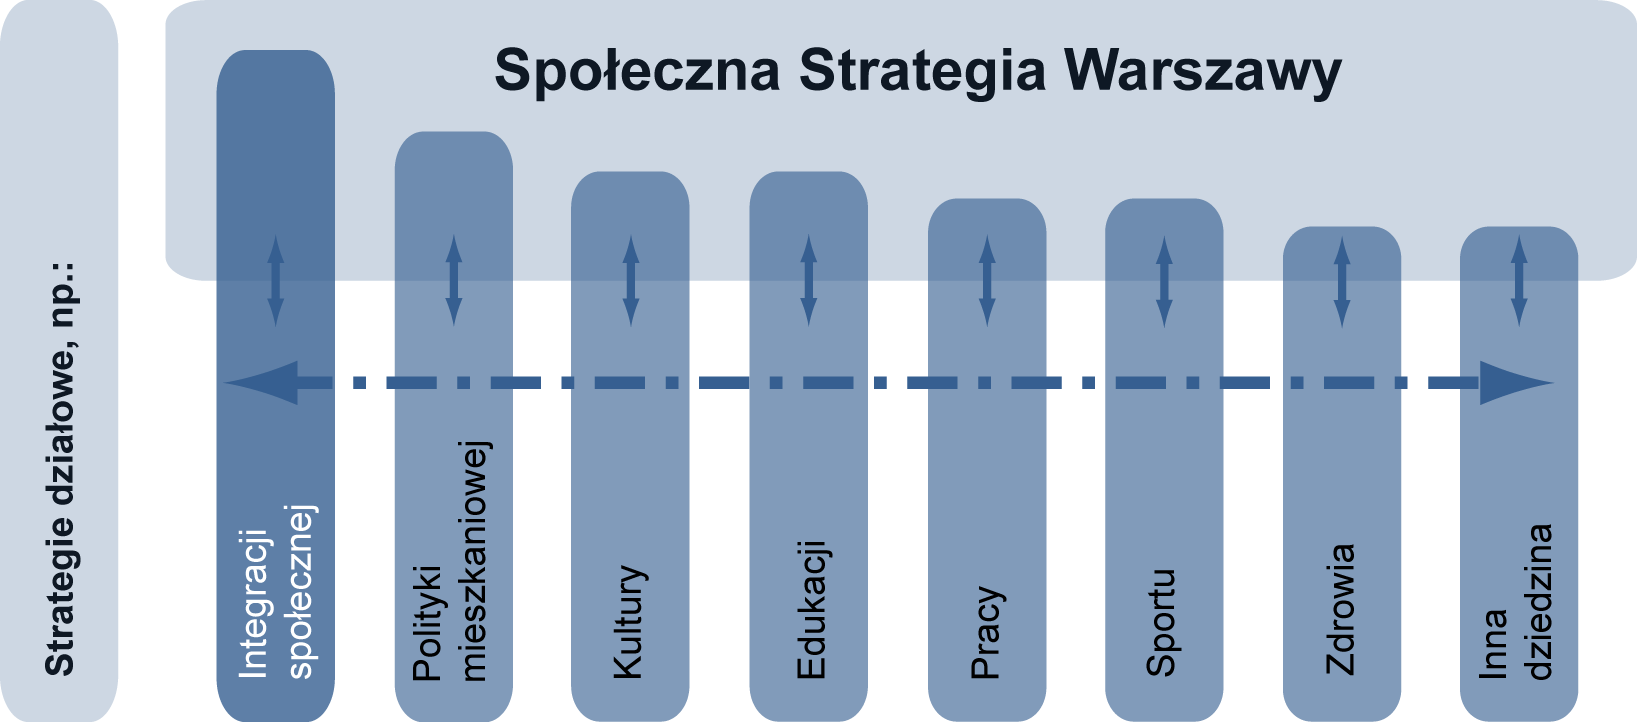 Społeczna Strategia Warszawy
Strategie działowe, np.:
Integracji
społecznej
Polityki
mieszkaniowej
Kultury
Edukacji
Pracy
Sportu
Zdrowia
Inna
dziedzina